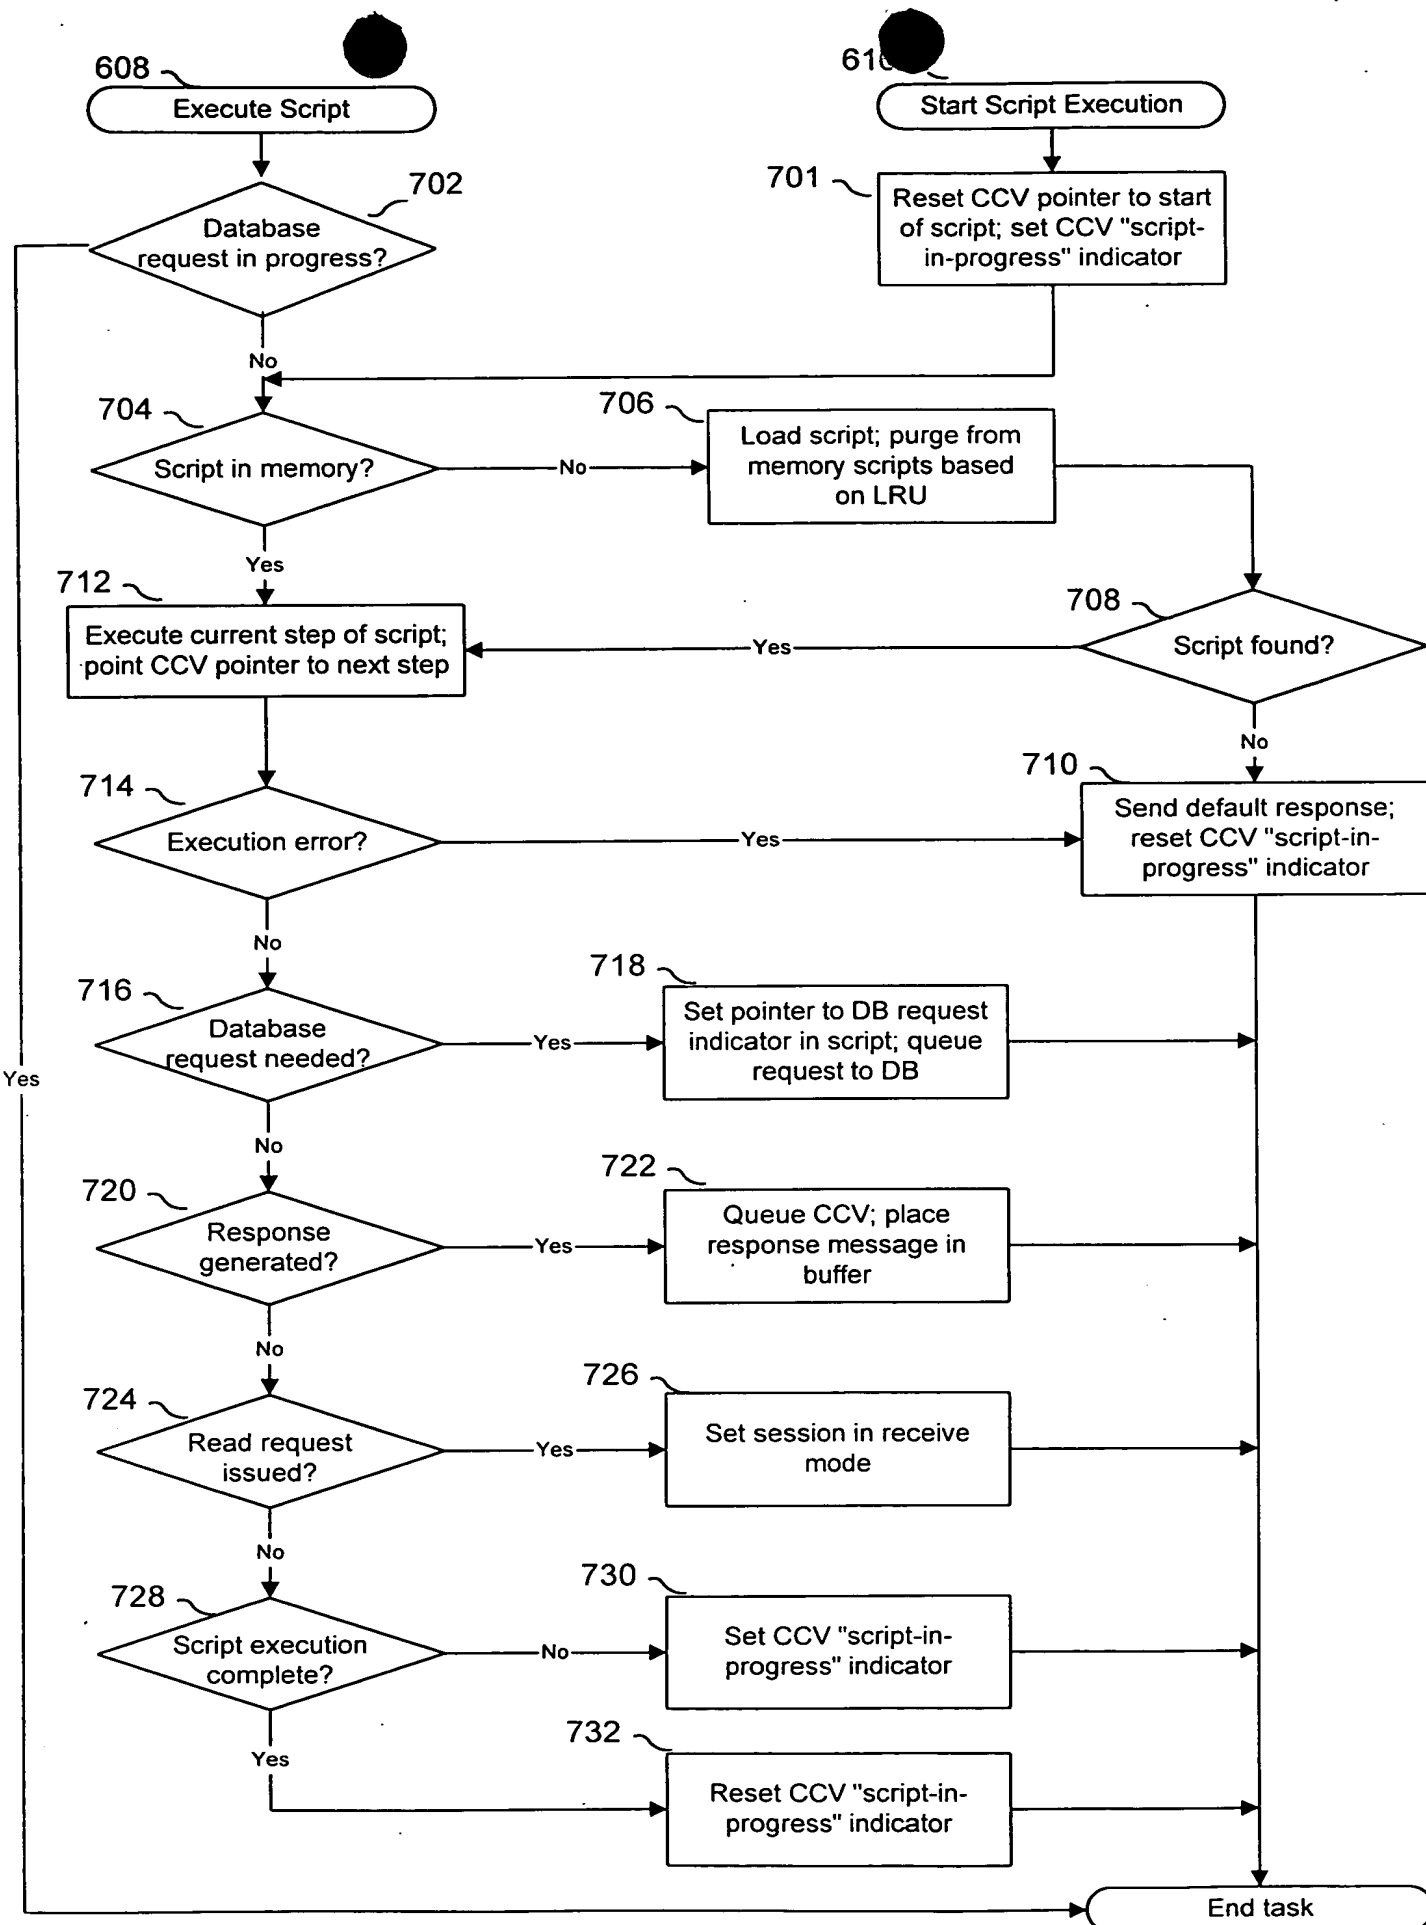 608
Execute Script
Start Script Execution
702
Database
request in progress?
701
Reset CCV pointer to start
of script; set CCV "script-
in-progress" indicator
No
704
Script in memory?
No
706
Load script; purge from
memory scripts based
on LRU
Yes
712
Execute current step of script;
point CCV pointer to next step
Yes
708
Script found?
No
714
Execution error?
Yes
710
Send default response;
reset CCV "script-in-
progress" indicator
No
716
Database
request needed?
Yes
718
Set pointer to DB request
indicator in script; queue
request to DB
Yes
No
720
Response
generated?
Yes
722
Queue CCV; place
response message in
buffer
No
724
Read request
issued?
Yes
726
Set session in receive
mode
No
728
Script execution
complete?
No
730
Set CCV "script-in-
progress" indicator
Yes
732
Reset CCV "script-in-
progress" indicator
End task